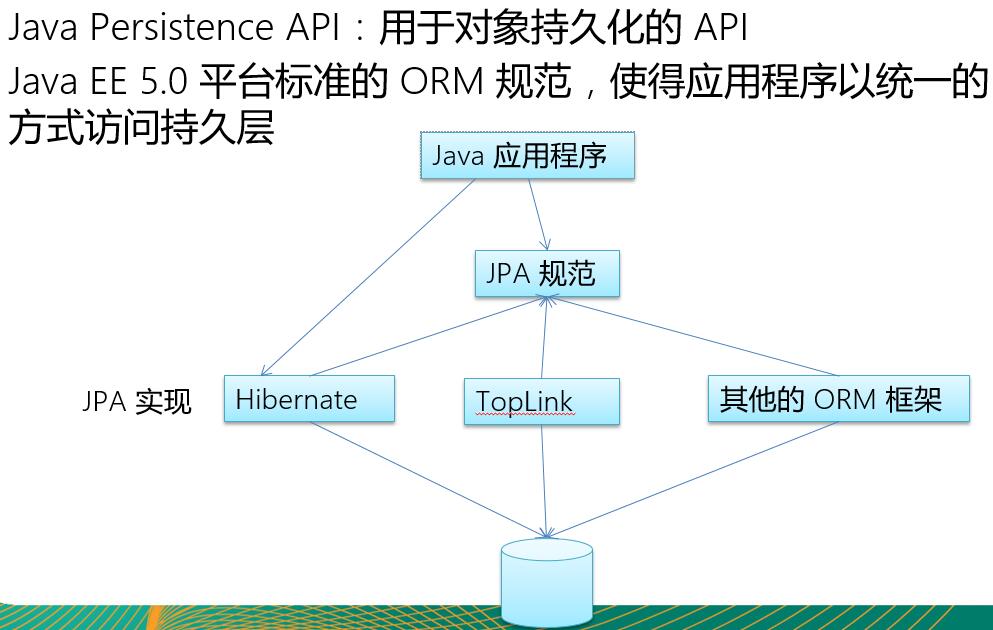 Java Persistence API：用于对象持久化的 API
Java EE 5.0 平台标准的 ORM 规范，使得应用程序以统一的
方式访问持久层
Java 应用程序
JPA 规范
JPA 实现
Hibernate
TopLink
其他的 ORM 框架